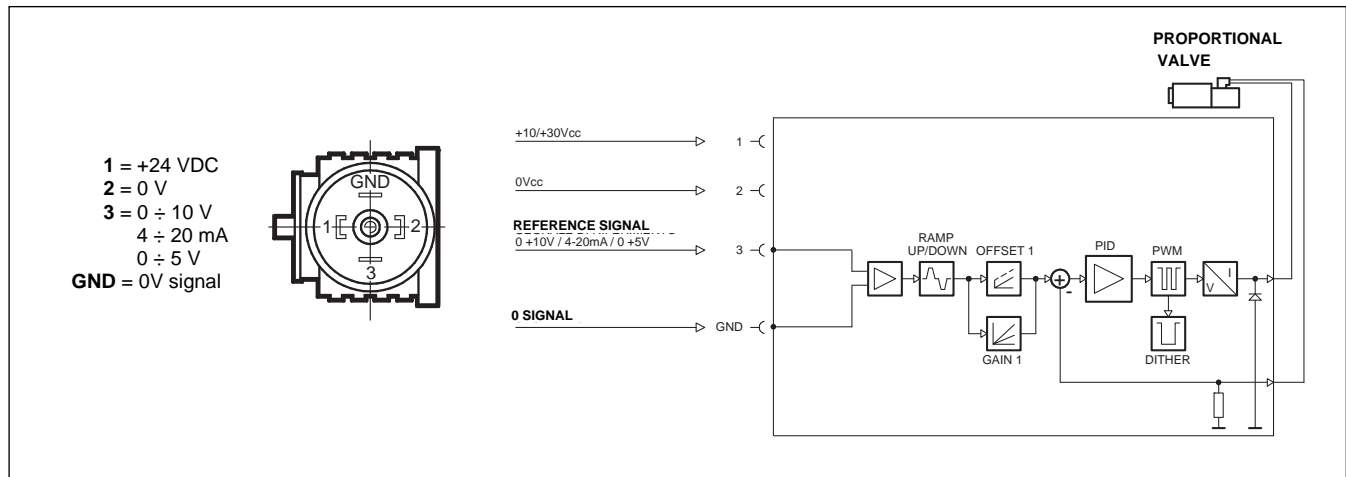 PROPORTIONAL
VALVE
1 = +24 VDC
2 = 0 V
3 = 0 ÷ 10 V
4 ÷ 20 mA
0 ÷ 5 V
GND = 0V signal
GND
1
2
3
+10/+30Vcc
1
0Vcc
2
REFERENCE SIGNAL
0 +10V / 4-20mA / 0 +5V
3
0 SIGNAL
GND
RAMP
UP/DOWN
OFFSET 1
GAIN 1
+
-
PID
PWM
DITHER
I
V